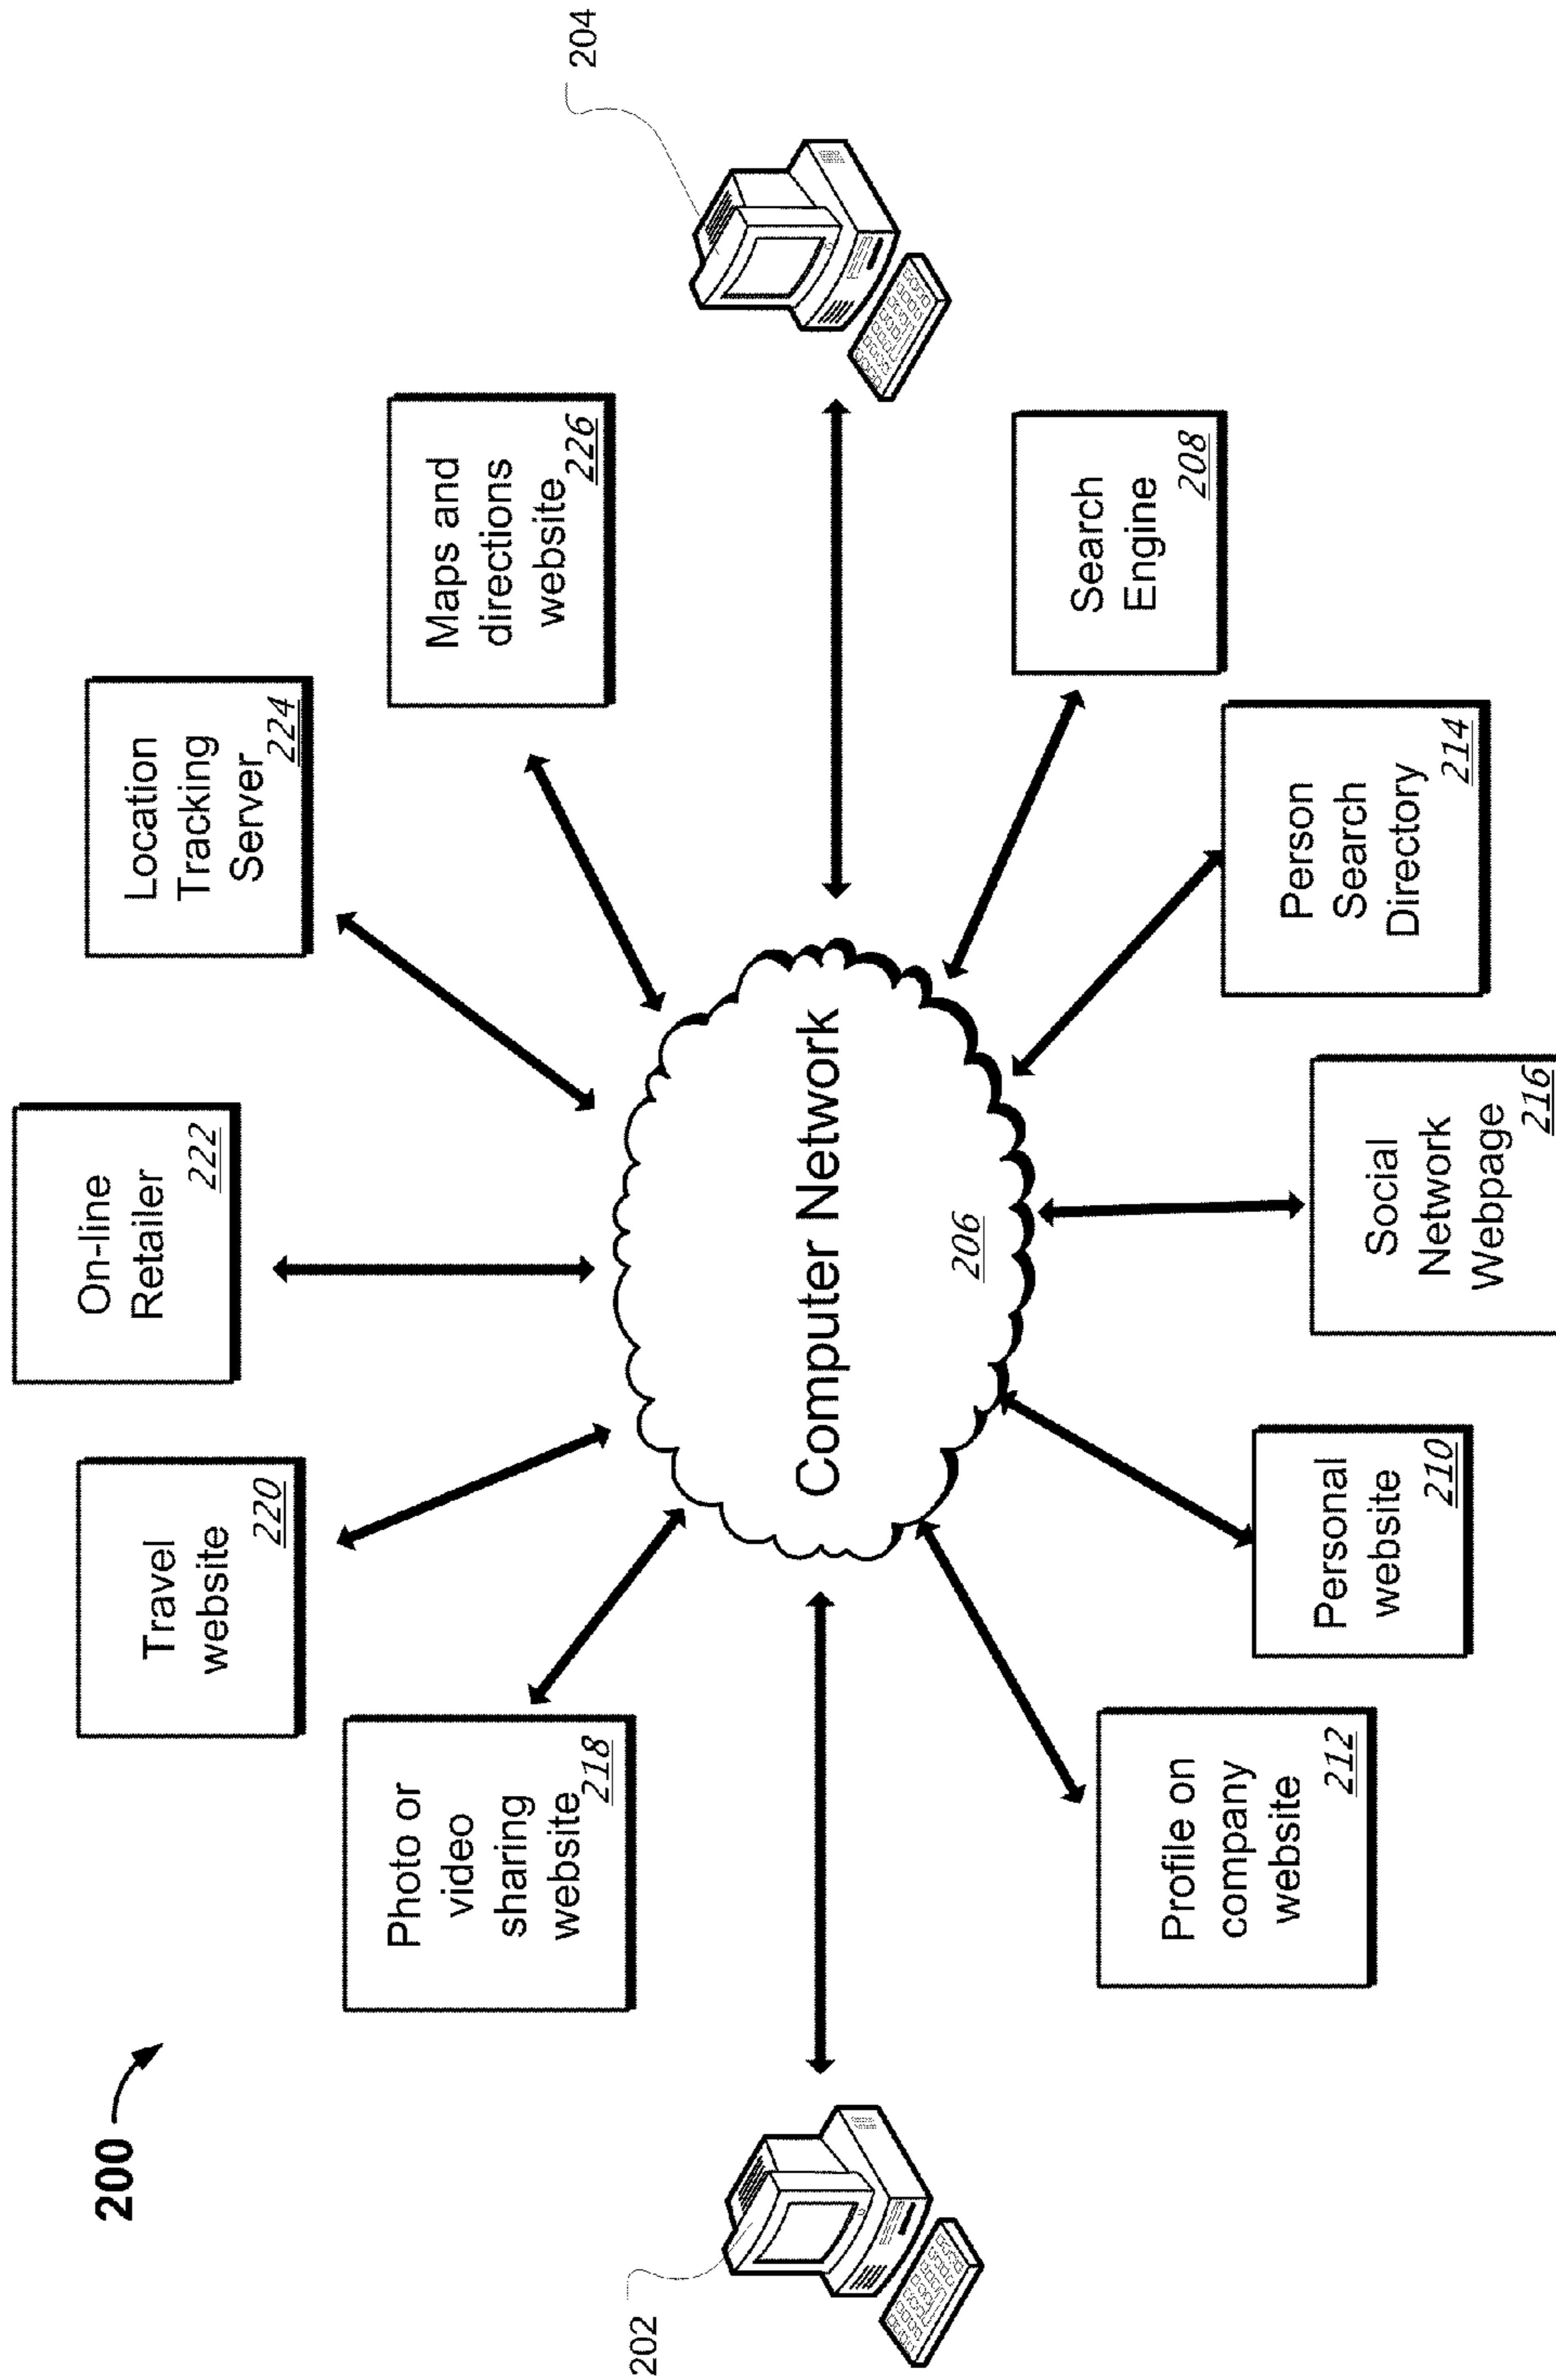 200
Travel
website
220
On-line
Retailer
222
Location
Tracking
Server
224
Photo or
video
sharing
website
218
Maps and
directions
website
226
202
204
Computer Network
206
Profile on
company
website
212
Personal
website
210
Social
Network
Webpage
216
Person
Search
Directory
214
Search
Engine
208